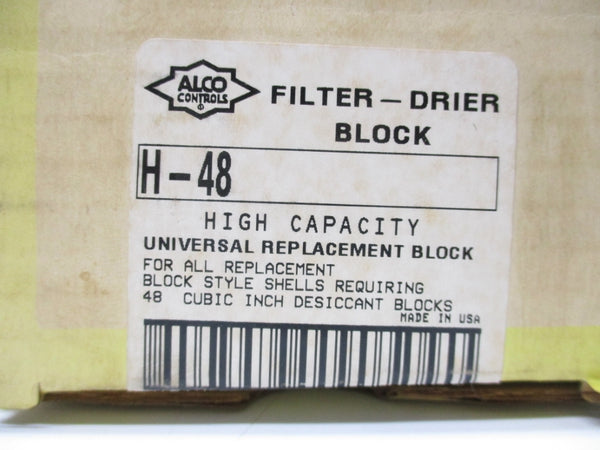 ALCO
CONTROLS
®
FILTER – DRIER
BLOCK
H-48
HIGH CAPACITY
UNIVERSAL REPLACEMENT BLOCK
FOR ALL REPLACEMENT
BLOCK STYLE SHELLS REQUIRING
48 CUBIC INCH DESICCANT BLOCKS
MADE IN USA